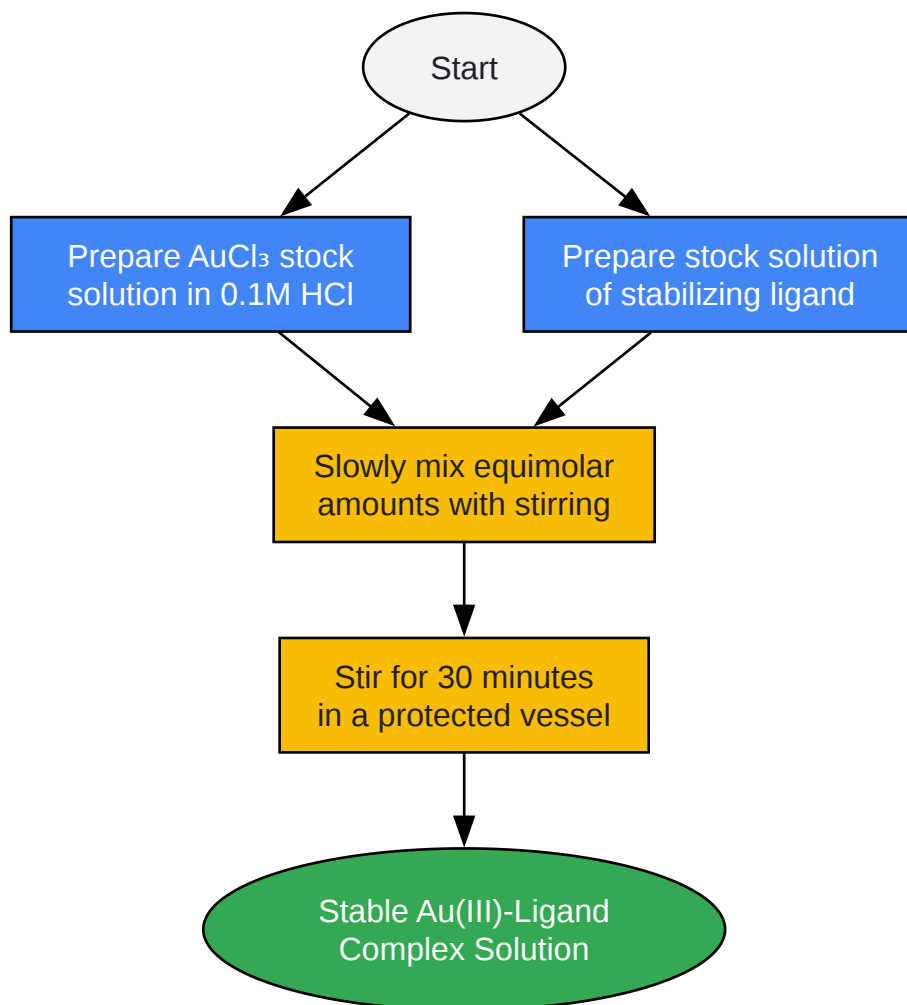 Start
Prepare AuCl₃ stock
solution in 0.1M HCl
Prepare stock solution
of stabilizing ligand
Slowly mix equimolar
amounts with stirring
Stir for 30 minutes
in a protected vessel
Stable Au(III)-Ligand
Complex Solution